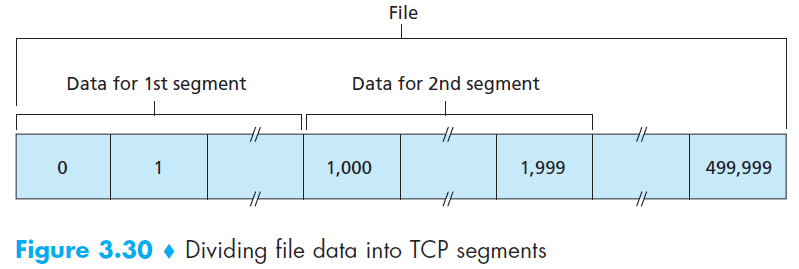 File
Data for 1st segment
Data for 2nd segment
0 1 1,000 1,999 499,999
Figure 3.30 ♦ Dividing file data into TCP segments